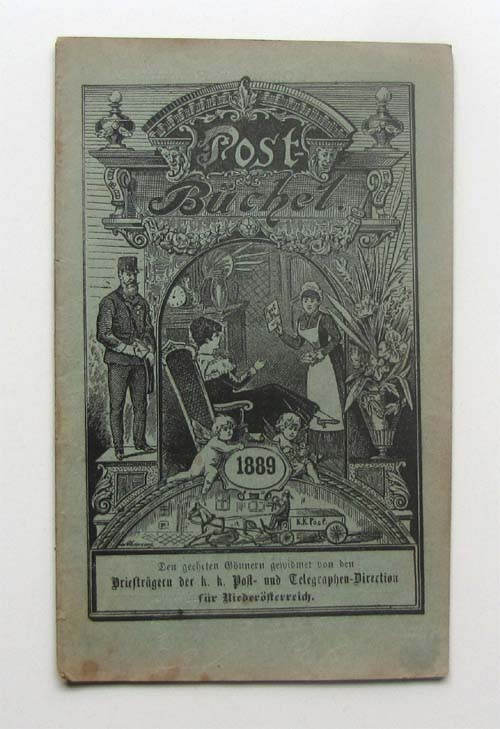 Post-
Büchel.
1889
K.K. Post.
Den geehrten Gönnern gewidmet von den
Briefträgern der k. k. Post- und Telegraphen-Direction
für Niederösterreich.